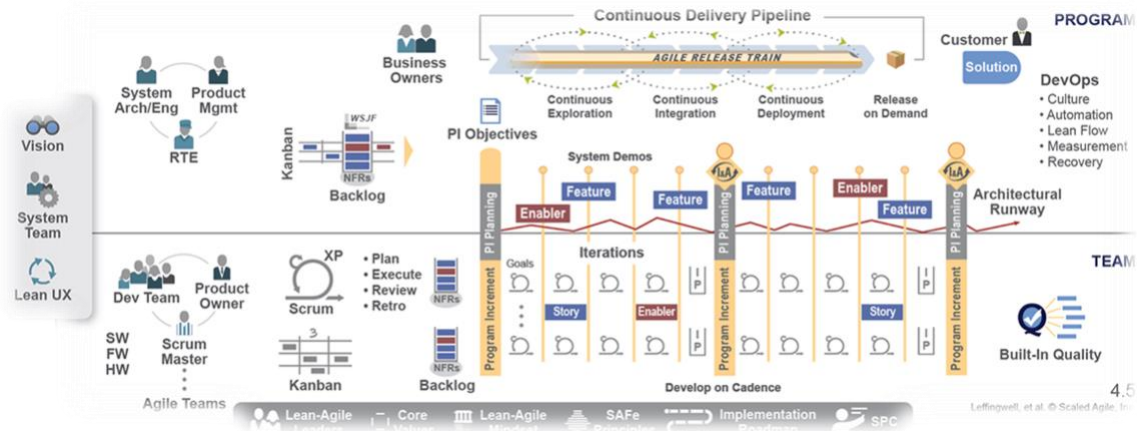 Continuous Delivery Pipeline
PROGRAM
Business
Owners
AGILE RELEASE TRAIN
Customer
Solution
System
Arch/Eng
Product
Mgmt
RTE
Continuous
Exploration
Continuous
Integration
Continuous
Deployment
Release
on Demand
DevOps
• Culture
• Automation
• Lean Flow
• Measurement
• Recovery
Vision
System
Team
Lean UX
Kanban
WSJF
NFRs
Backlog
PI Objectives
System Demos
Enabler
Feature
Feature
I&A
Feature
Enabler
Feature
I&A
Architectural
Runway
PI Planning
PI Planning
PI Planning
TEAM
Dev Team
Product
Owner
Scrum
Master
SW
FW
HW
Agile Teams
XP
Scrum
• Plan
• Execute
• Review
• Retro
Kanban
3
NFRs
NFRs
Backlog
Program Increment
Program Increment
Program Increment
Iterations
Goals
Story
Enabler
Story
I P
I P
I P
I P
Develop on Cadence
Built-In Quality
4.5
Leffingwell, et al. © Scaled Agile,
Lean-Agile
Core
Lean-Agile
SAFe
Implementation
SPC